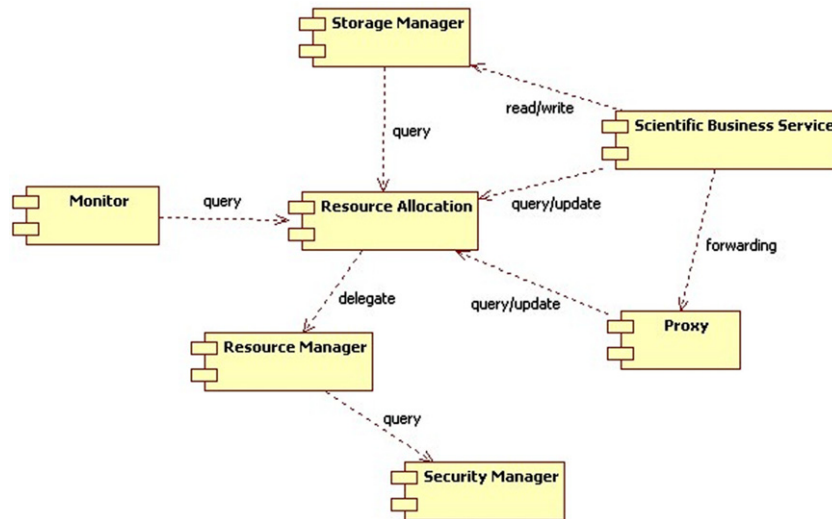 Storage Manager
read/write
Scientific Business Service
query
Monitor
query
Resource Allocation
query/update
forwarding
delegate
query/update
Proxy
Resource Manager
query
Security Manager